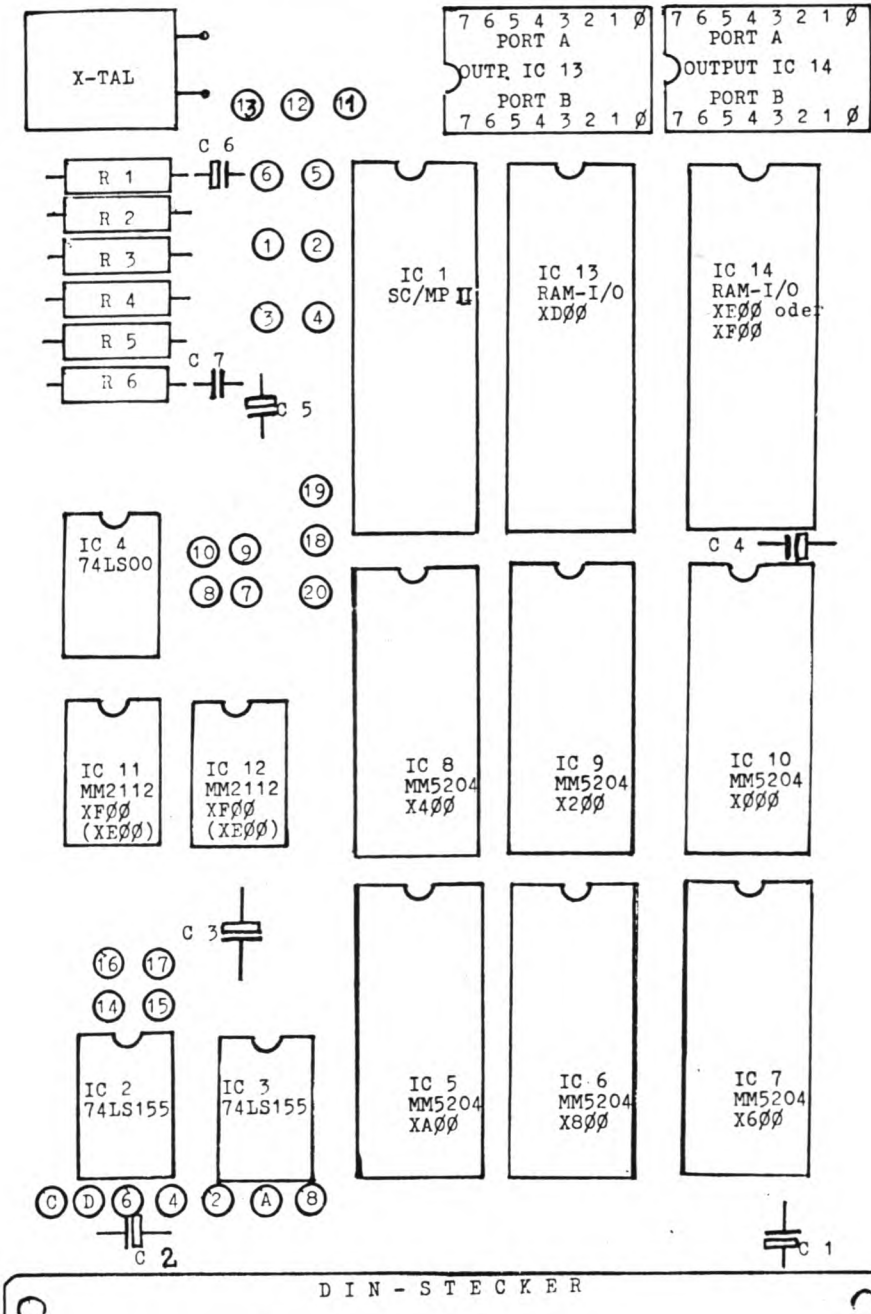 7 6 5 4 3 2 1 Ø
PORT A
OUTP. IC 13
PORT B
7 6 5 4 3 2 1 Ø
7 6 5 4 3 2 1 Ø
PORT A
OUTPUT IC 14
PORT B
7 6 5 4 3 2 1 Ø
X-TAL
13 12 11
C 6
R 1
6 5
R 2
1 2
R 3
R 4
3 4
R 5
C 7
R 6
C 5
IC 1
SC/MP II
IC 13
RAM-I/O
XDØØ
IC 14
RAM-I/O
XEØØ oder
XFØØ
19
18
20
10 9
8 7
IC 4
74LS00
C 4
IC 11
MM2112
XFØØ
(XEØØ)
IC 12
MM2112
XFØØ
(XEØØ)
IC 8
MM5204
X4ØØ
IC 9
MM5204
X2ØØ
IC 10
MM5204
XØØØ
C 3
16 17
14 15
IC 2
74LS155
IC 3
74LS155
IC 5
MM5204
XAØØ
IC 6
MM5204
X8ØØ
IC 7
MM5204
X6ØØ
C D 6 4 2 A 8
C 2
C 1
DIN-STECKER